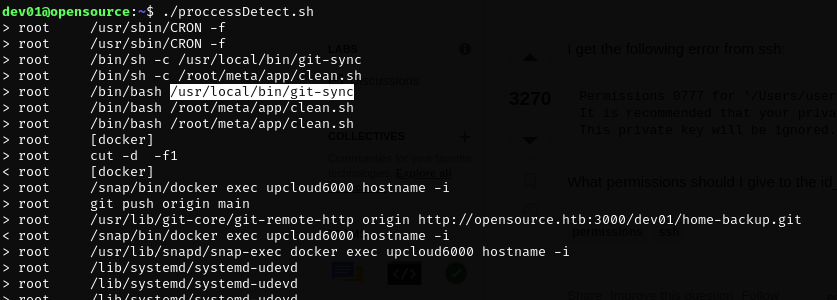 dev01@opensource:~$ ./proccessDetect.sh
> root     /usr/sbin/CRON -f
> root     /usr/sbin/CRON -f
> root     /bin/sh -c /usr/local/bin/git-sync
> root     /bin/sh -c /root/meta/app/clean.sh
> root     /bin/bash /usr/local/bin/git-sync
> root     /bin/bash /root/meta/app/clean.sh
> root     /bin/bash /root/meta/app/clean.sh
> root     [docker]
> root     cut -d  -f1
< root     [docker]
> root     /snap/bin/docker exec upcloud6000 hostname -i
> root     git push origin main
> root     /usr/lib/git-core/git-remote-http origin http://opensource.htb:3000/dev01/home-backup.git
< root     /snap/bin/docker exec upcloud6000 hostname -i
> root     /usr/lib/snapd/snap-exec docker exec upcloud6000 hostname -i
> root     /lib/systemd/systemd-udevd
> root     /lib/systemd/systemd-udevd
> root     /lib/systemd/systemd-udevd
LABS
COLLECTIVES
Explore all
I get the following error from ssh:
3270
Permissions 0777 for '/Users/user
It is recommended that your priva
This private key will be ignored.
What permissions should I give to the id_
permissions
ssh